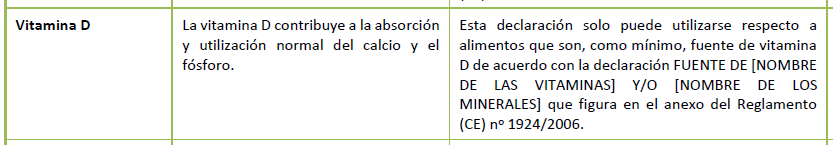 Vitamina D
La vitamina D contribuye a la absorción
y utilización normal del calcio y el
fósforo.
Esta declaración solo puede utilizarse respecto a
alimentos que son, como mínimo, fuente de vitamina
D de acuerdo con la declaración FUENTE DE [NOMBRE
DE LAS VITAMINAS] Y/O [NOMBRE DE LOS
MINERALES] que figura en el anexo del Reglamento
(CE) nº 1924/2006.